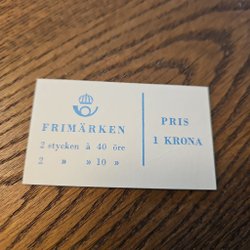 FRIMÄRKEN
2 stycken à 40 öre
2 » » 10 »
PRIS
1 KRONA